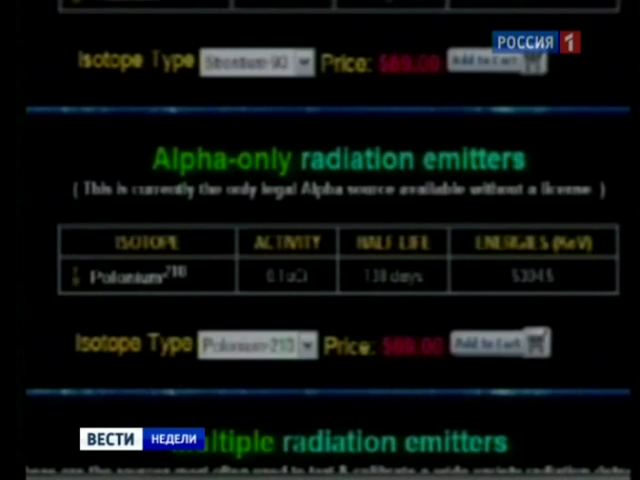 РОССИЯ 1
Isotope Type Strontium-90 Price: $69.00 Add to Cart
Alpha-only radiation emitters
( This is currently the only legal Alpha source available without a license )
ISOTOPE ACTIVITY HALF LIFE ENERGIES (KeV)
Polonium210 0.1uCi 138 days 5304.5
Isotope Type Polonium-210 Price: $69.00 Add to Cart
ВЕСТИ НЕДЕЛИ
Multiple radiation emitters